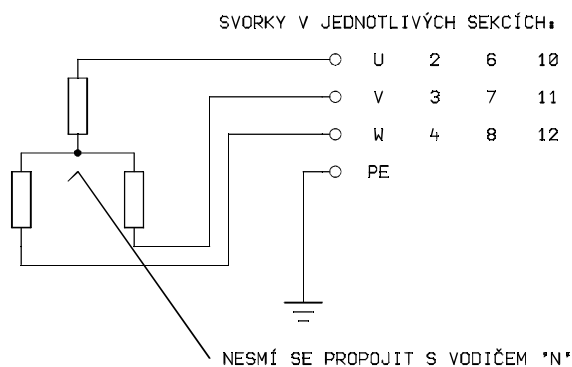 SVORKY V JEDNOTLIVÝCH SEKCÍCH:
U 2 6 10
V 3 7 11
W 4 8 12
PE
NESMÍ SE PROPOJIT S VODIČEM "N"